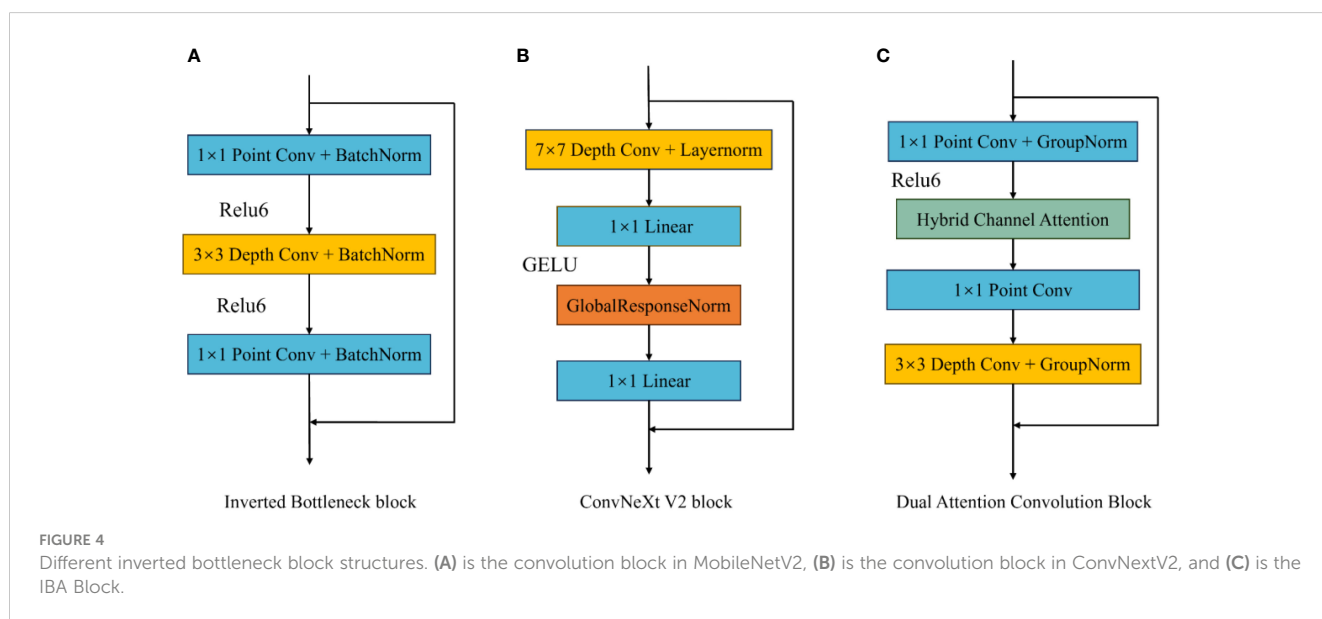 A
1×1 Point Conv + BatchNorm
Relu6
3×3 Depth Conv + BatchNorm
Relu6
1×1 Point Conv + BatchNorm
Inverted Bottleneck block
B
7×7 Depth Conv + Layernorm
1×1 Linear
GELU
GlobalResponseNorm
1×1 Linear
ConvNeXt V2 block
C
1×1 Point Conv + GroupNorm
Relu6
Hybrid Channel Attention
1×1 Point Conv
3×3 Depth Conv + GroupNorm
Dual Attention Convolution Block
FIGURE 4
Different inverted bottleneck block structures. (A) is the convolution block in MobileNetV2, (B) is the convolution block in ConvNextV2, and (C) is the
IBA Block.